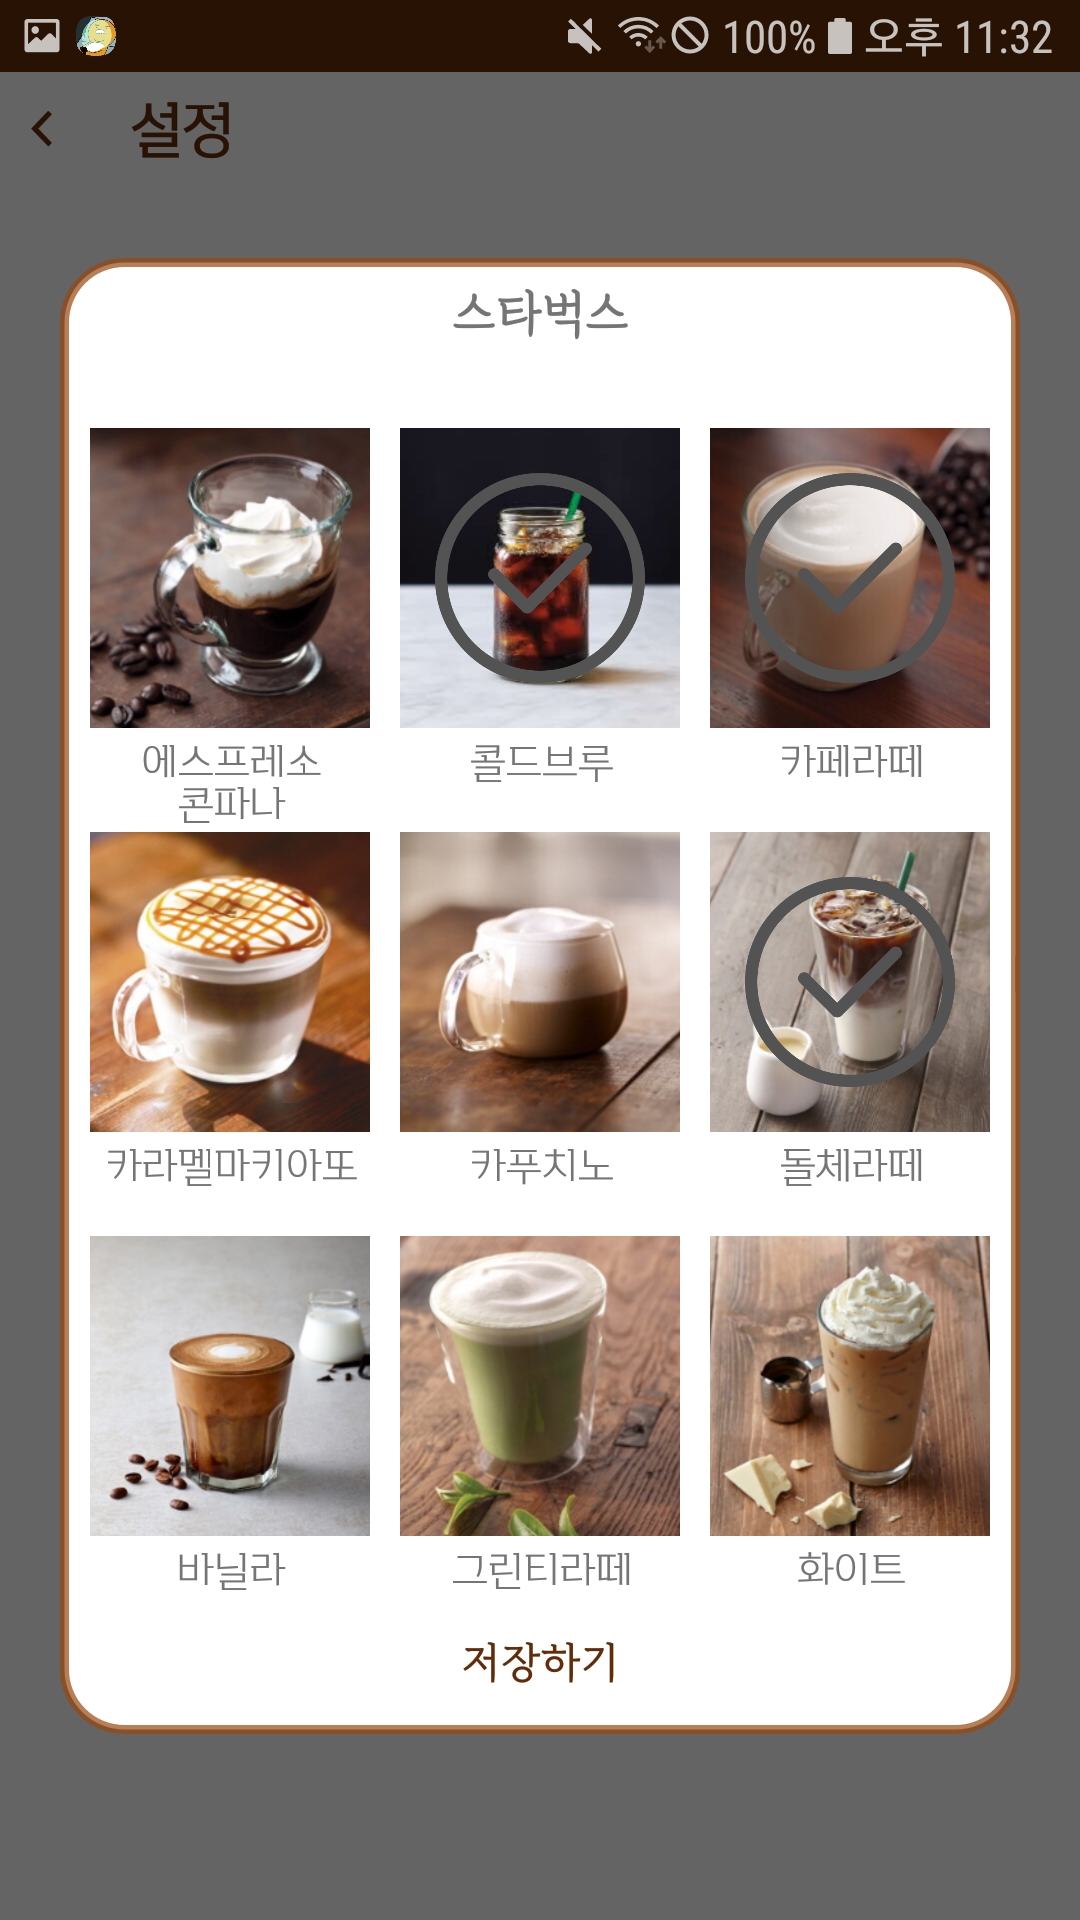 100% 오후 11:32
설정
스타벅스
에스프레소
콘파나
콜드브루
카페라떼
카라멜마키아또
카푸치노
돌체라떼
바닐라
그린티라떼
화이트
저장하기